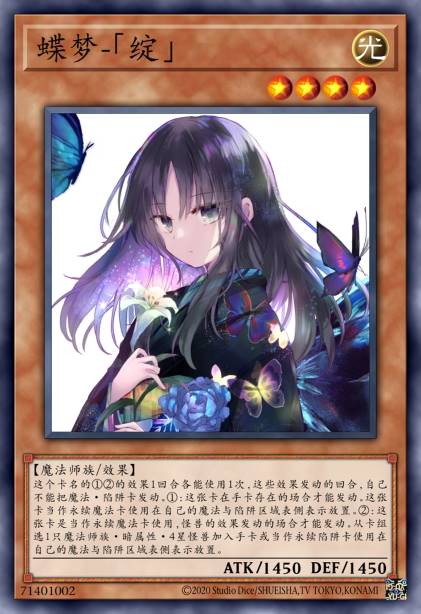 蝶梦-「绽」
光
【魔法师族/效果】
这个卡名的①②的效果1回合各能使用1次,这些效果发动的回合,自己
不能把魔法·陷阱卡发动。①:这张卡在手卡存在的场合才能发动。这张
卡当作永续魔法卡使用在自己的魔法与陷阱区域表侧表示放置。②:这
张卡是当作永续魔法卡使用,怪兽的效果发动的场合才能发动。从卡组
选1只魔法师族·暗属性·4星怪兽加入手卡或当作永续陷阱卡使用在
自己的魔法与陷阱区域表侧表示放置。
ATK/1450 DEF/1450
71401002
©2020 Studio Dice/SHUEISHA,TV TOKYO,KONAMI